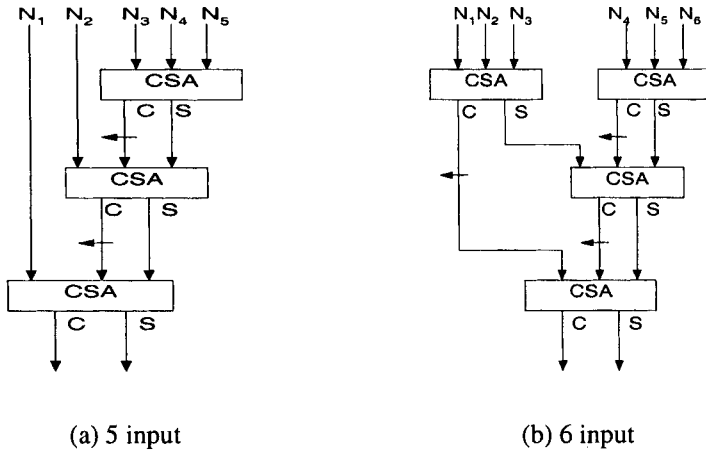 N₁ N₂ N₃ N₄ N₅
CSA
C S
CSA
C S
CSA
C S
(a) 5 input
N₁ N₂ N₃ N₄ N₅ N₆
CSA CSA
C S C S
CSA
C S
CSA
C S
(b) 6 input